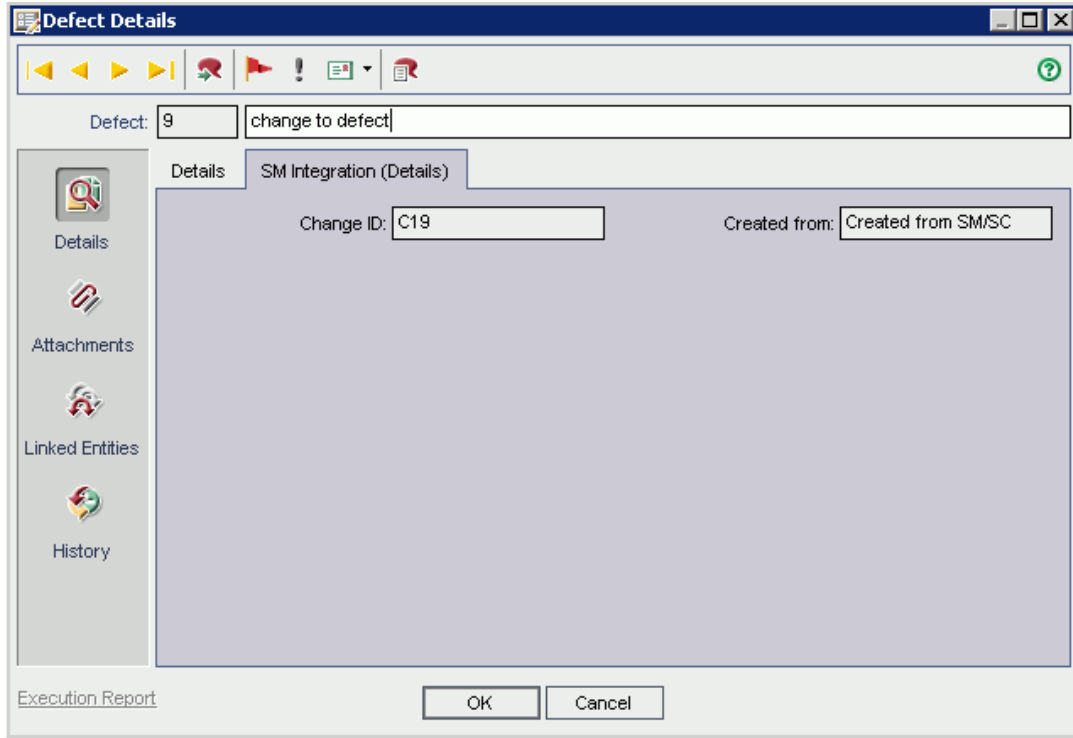 Defect Details
Defect: 9 change to defect
Details SM Integration (Details)
Change ID: C19 Created from: Created from SM/SC
Details
Attachments
Linked Entities
History
Execution Report
OK Cancel